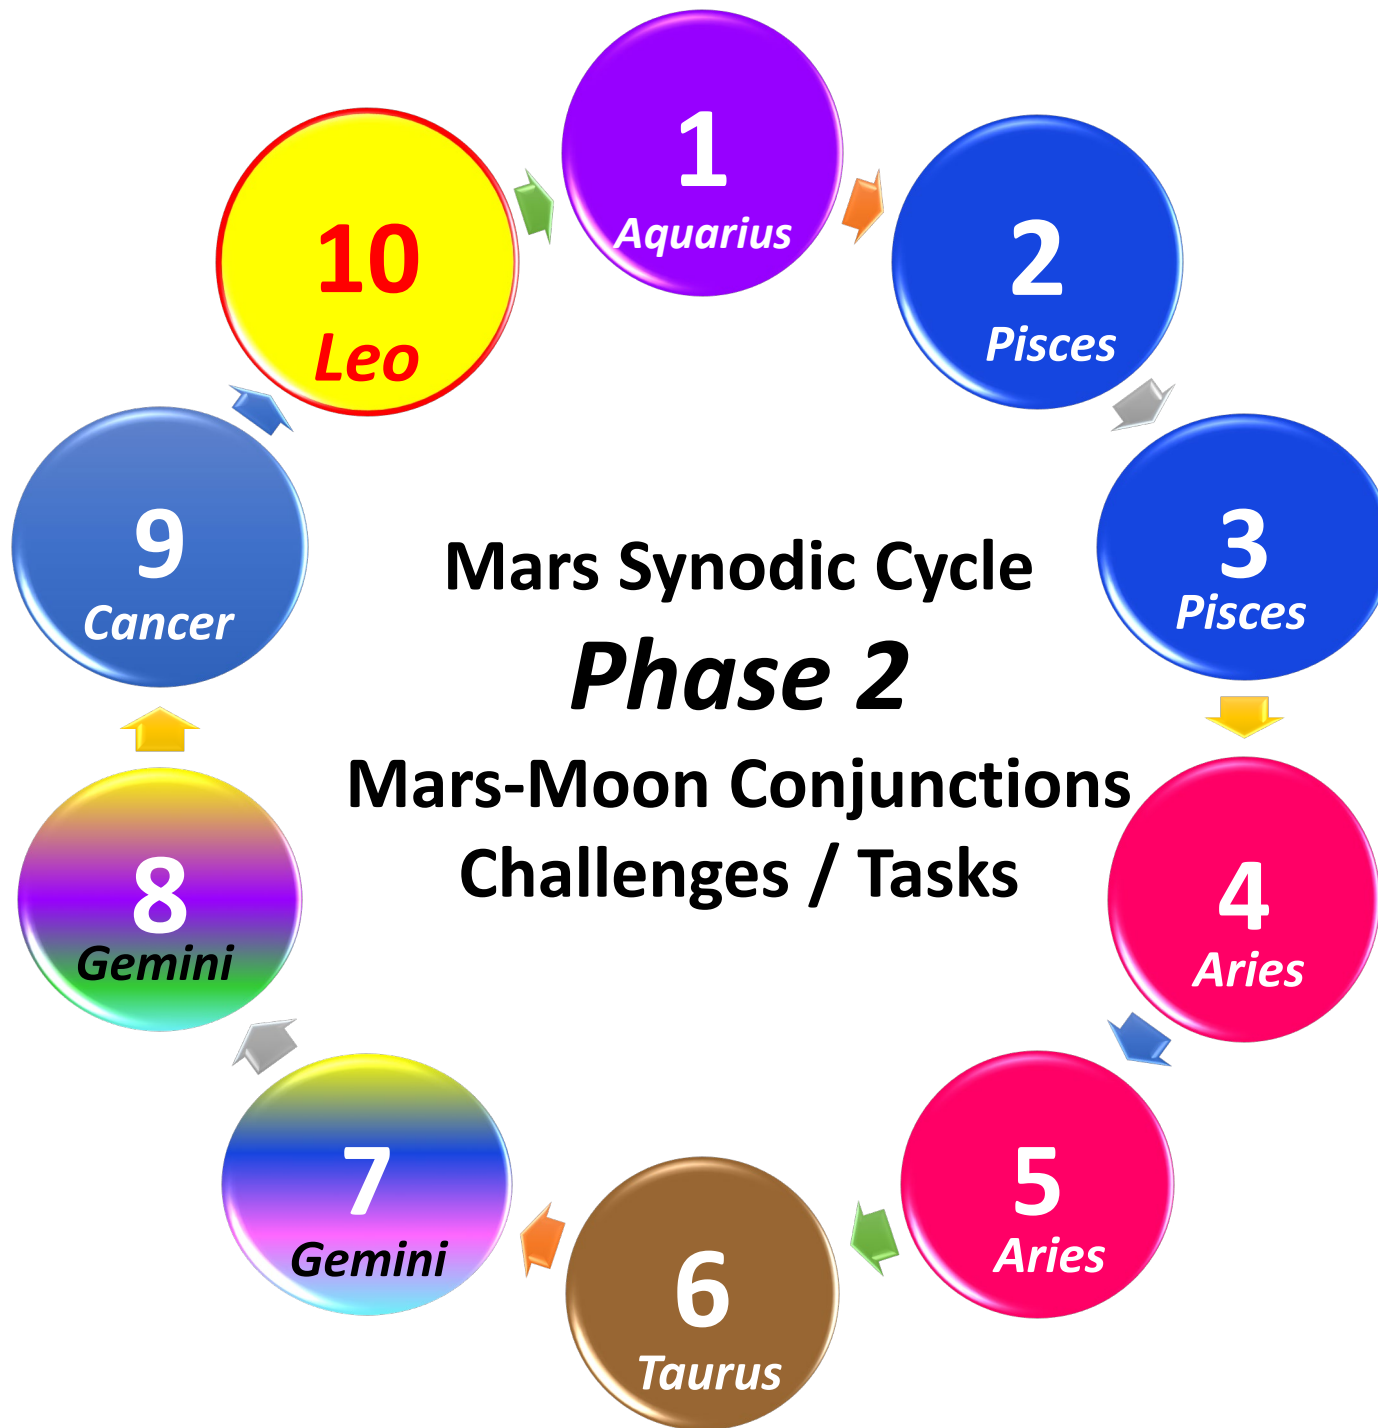 1
Aquarius
2
Pisces
3
Pisces
4
Aries
5
Aries
6
Taurus
7
Gemini
8
Gemini
9
Cancer
10
Leo
Mars Synodic Cycle
Phase 2
Mars-Moon Conjunctions
Challenges / Tasks